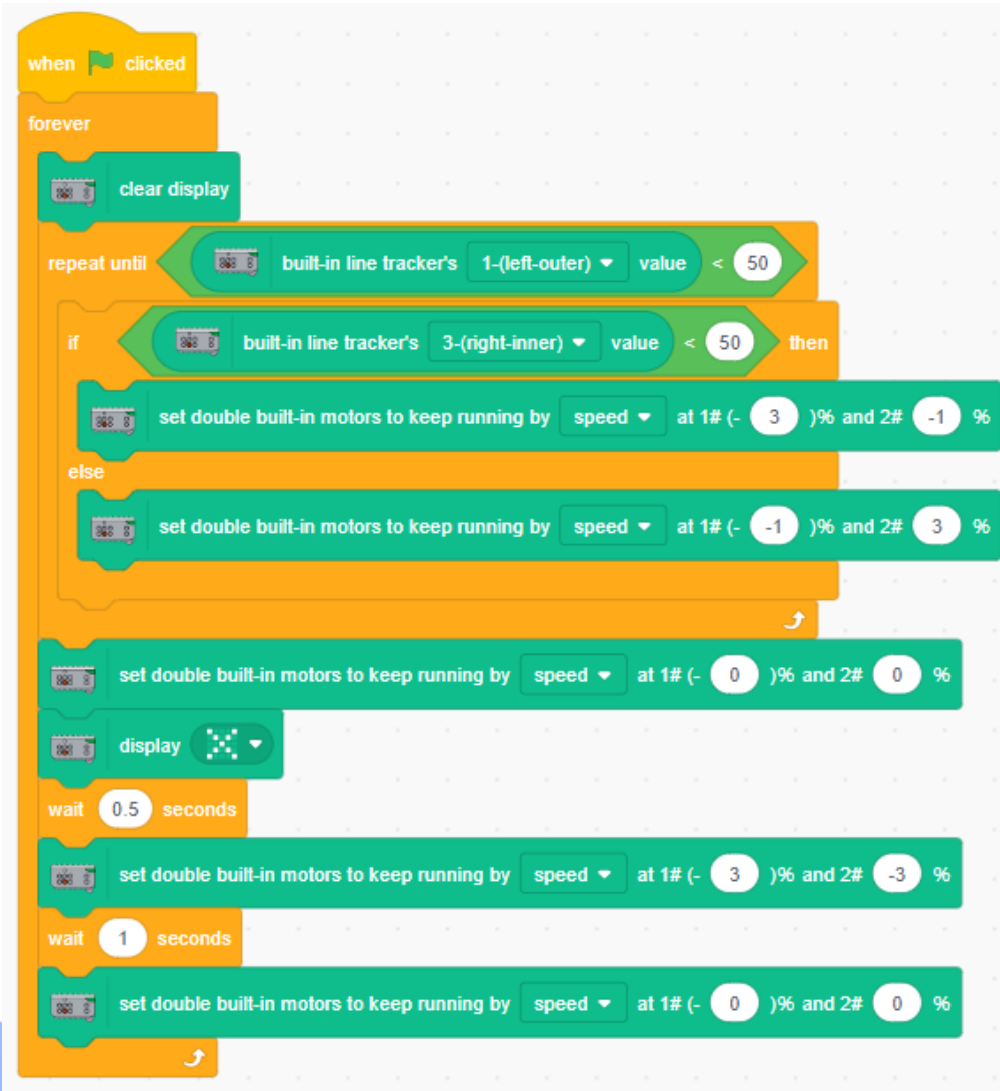 when clicked
forever
clear display
repeat until built-in line tracker's 1-(left-outer) value < 50
if built-in line tracker's 3-(right-inner) value < 50 then
set double built-in motors to keep running by speed at 1# (- 3 )% and 2# -1 %
else
set double built-in motors to keep running by speed at 1# (- -1 )% and 2# 3 %
set double built-in motors to keep running by speed at 1# (- 0 )% and 2# 0 %
display
wait 0.5 seconds
set double built-in motors to keep running by speed at 1# (- 3 )% and 2# -3 %
wait 1 seconds
set double built-in motors to keep running by speed at 1# (- 0 )% and 2# 0 %